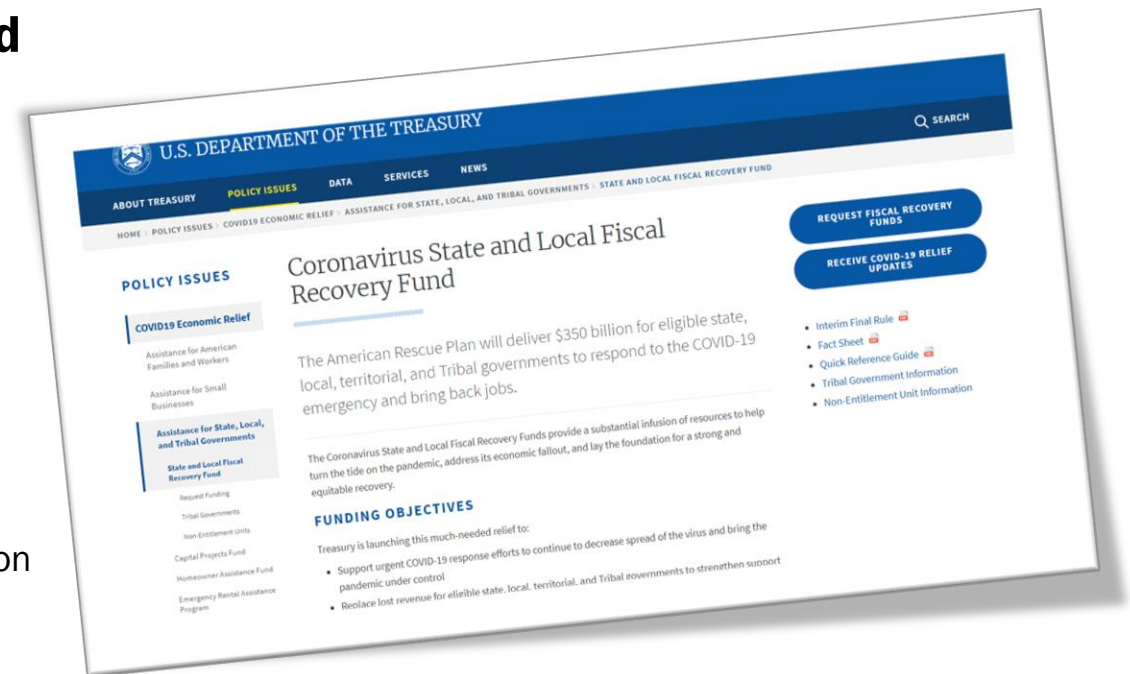 d
U.S. DEPARTMENT OF THE TREASURY
ABOUT TREASURY POLICY ISSUES DATA SERVICES NEWS
SEARCH
HOME > POLICY ISSUES > COVID19 ECONOMIC RELIEF > ASSISTANCE FOR STATE, LOCAL, AND TRIBAL GOVERNMENTS > STATE AND LOCAL FISCAL RECOVERY FUND
POLICY ISSUES
COVID19 Economic Relief
Assistance for American
Families and Workers
Assistance for Small
Businesses
Assistance for State, Local,
and Tribal Governments
State and Local Fiscal
Recovery Fund
Request Funding
Tribal Governments
Non-Entitlement Units
Capital Projects Fund
Homeowner Assistance Fund
Emergency Rental Assistance
Program
Coronavirus State and Local Fiscal
Recovery Fund
The American Rescue Plan will deliver $350 billion for eligible state,
local, territorial, and Tribal governments to respond to the COVID-19
emergency and bring back jobs.
The Coronavirus State and Local Fiscal Recovery Funds provide a substantial infusion of resources to help
turn the tide on the pandemic, address its economic fallout, and lay the foundation for a strong and
equitable recovery.
FUNDING OBJECTIVES
Treasury is launching this much-needed relief to:
• Support urgent COVID-19 response efforts to continue to decrease spread of the virus and bring the
pandemic under control
• Replace lost revenue for eligible state, local, territorial, and Tribal governments to strengthen support
REQUEST FISCAL RECOVERY
FUNDS
RECEIVE COVID-19 RELIEF
UPDATES
• Interim Final Rule
• Fact Sheet
• Quick Reference Guide
• Tribal Government Information
• Non-Entitlement Unit Information
on